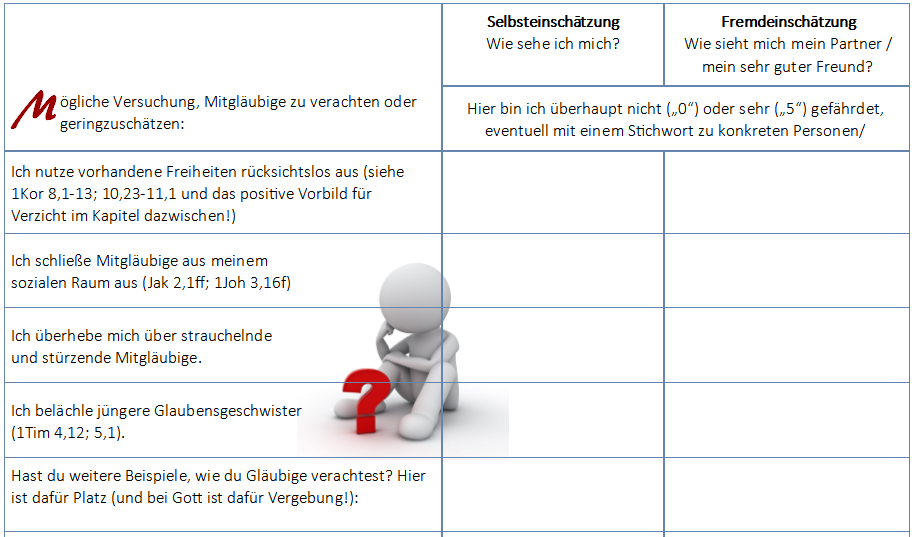 Selbsteinschätzung
Wie sehe ich mich?
Fremdeinschätzung
Wie sieht mich mein Partner /
mein sehr guter Freund?
Mögliche Versuchung, Mitgläubige zu verachten oder
geringzuschätzen:
Hier bin ich überhaupt nicht („0“) oder sehr („5“) gefährdet,
eventuell mit einem Stichwort zu konkreten Personen/
Ich nutze vorhandene Freiheiten rücksichtslos aus (siehe
1Kor 8,1-13; 10,23-11,1 und das positive Vorbild für
Verzicht im Kapitel dazwischen!)
Ich schließe Mitgläubige aus meinem
sozialen Raum aus (Jak 2,1ff; 1Joh 3,16f)
Ich überhebe mich über strauchelnde
und stürzende Mitgläubige.
Ich belächle jüngere Glaubensgeschwister
(1Tim 4,12; 5,1).
Hast du weitere Beispiele, wie du Gläubige verachtest? Hier
ist dafür Platz (und bei Gott ist dafür Vergebung!):